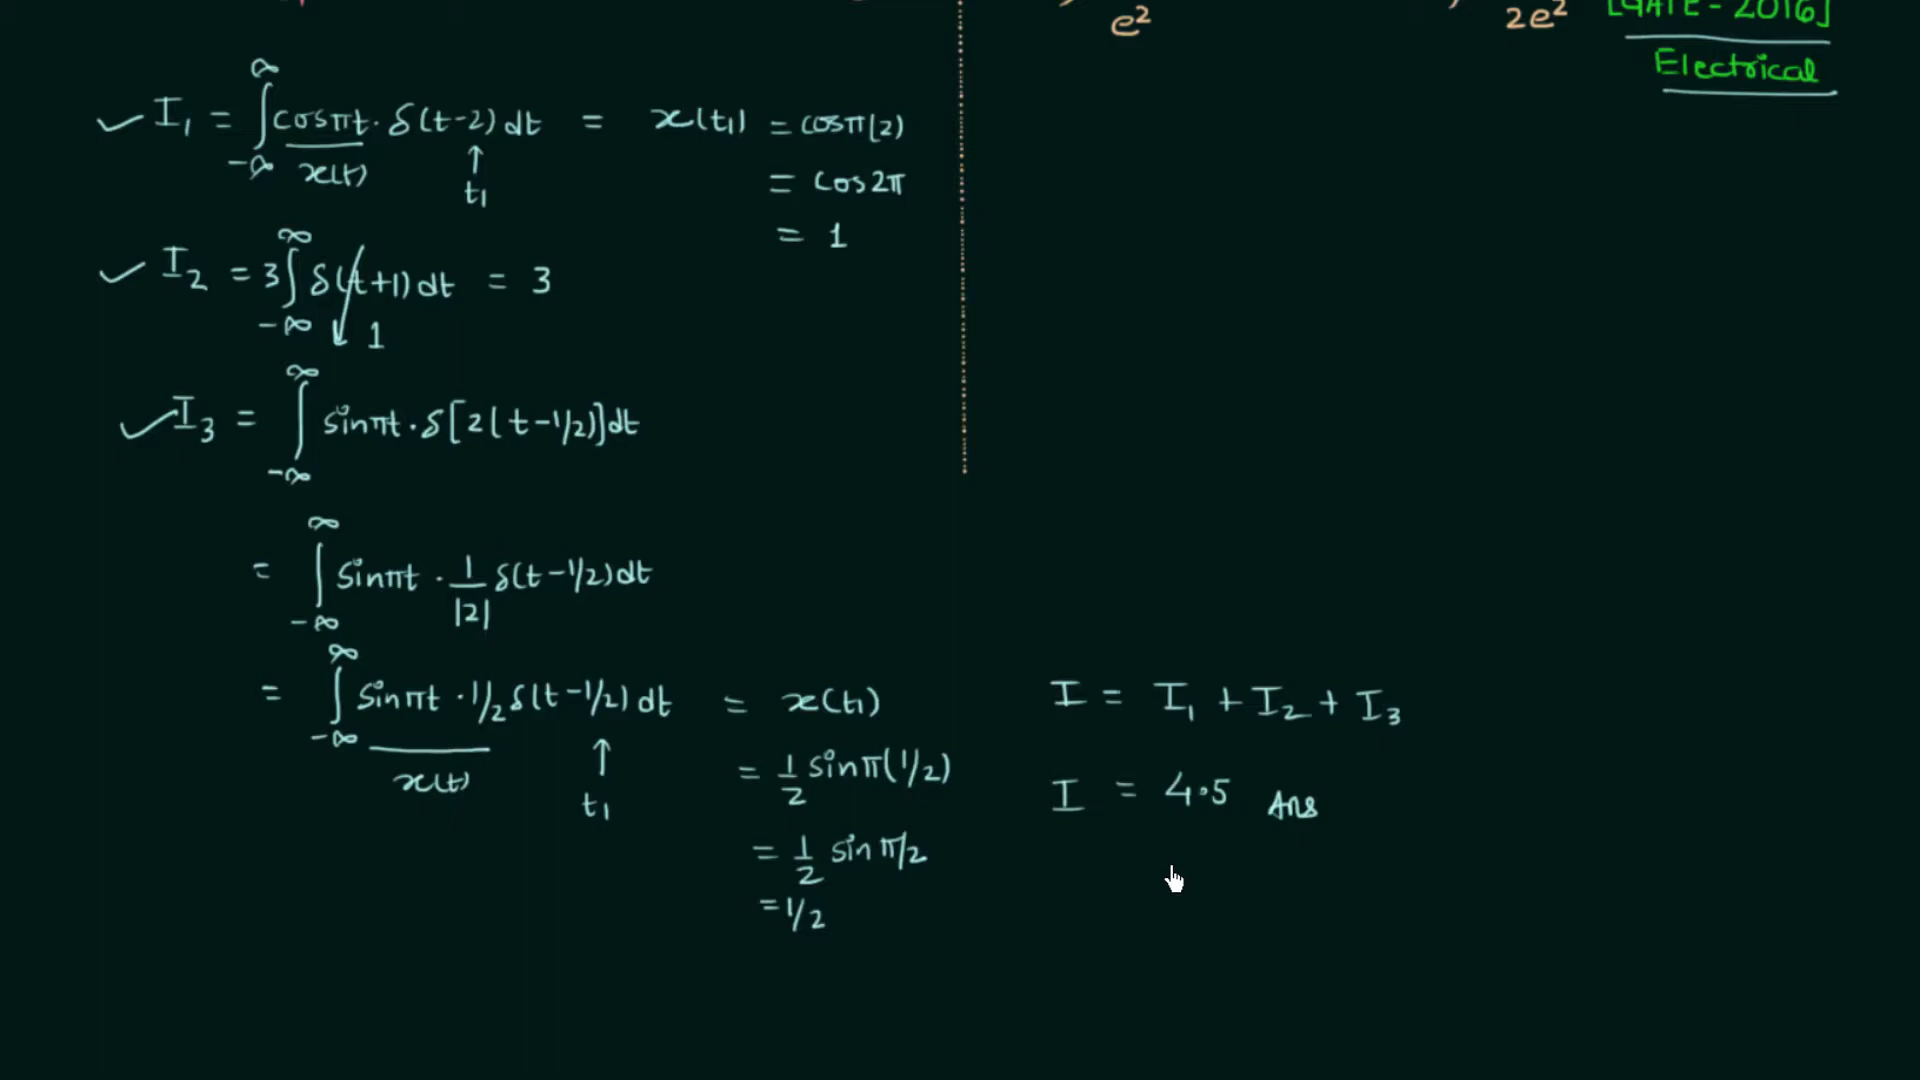 e² 2e² [GATE-2016]
Electrical
I₁ = ∫_{-∞}^{∞} cosπt · δ(t-2) dt = x(t₁) = cosπ(2)
x(t) ↑ t₁
= cos2π
= 1
I₂ = 3∫_{-∞}^{∞} δ(t+1) dt = 3
1
I₃ = ∫_{-∞}^{∞} sinπt · δ[2(t-1/2)] dt
= ∫_{-∞}^{∞} sinπt · 1/|2| δ(t-1/2) dt
= ∫_{-∞}^{∞} sinπt · 1/2 δ(t-1/2) dt = x(t₁)
x(t) ↑ t₁
= 1/2 sinπ(1/2)
= 1/2 sin π/2
= 1/2
I = I₁ + I₂ + I₃
I = 4.5 Ans